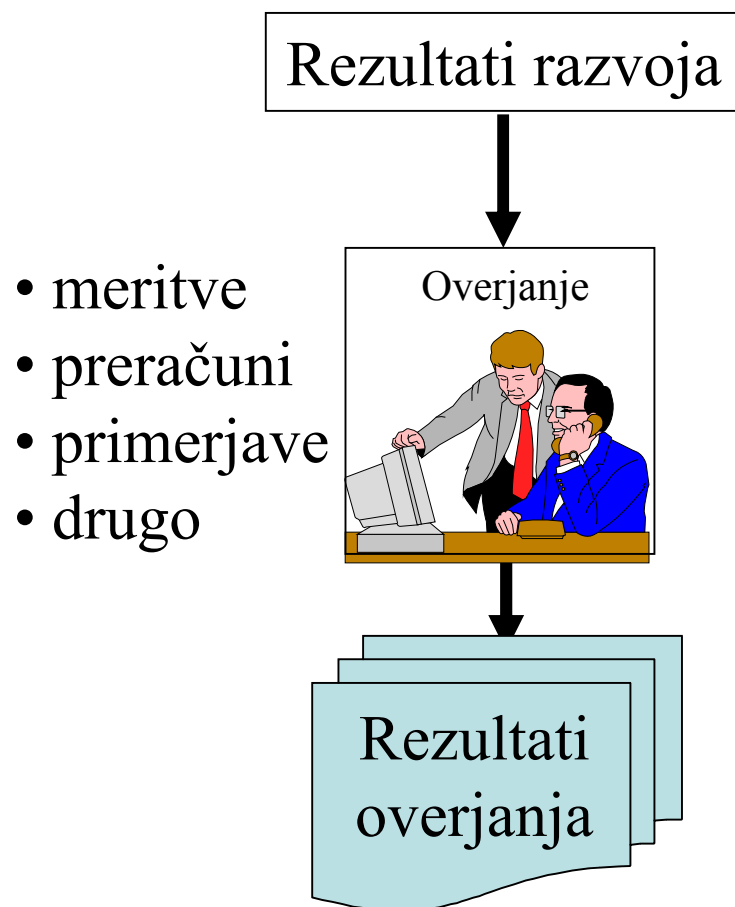 Rezultati razvoja
• meritve
• preračuni
• primerjave
• drugo
Overjanje
Rezultati
overjanja